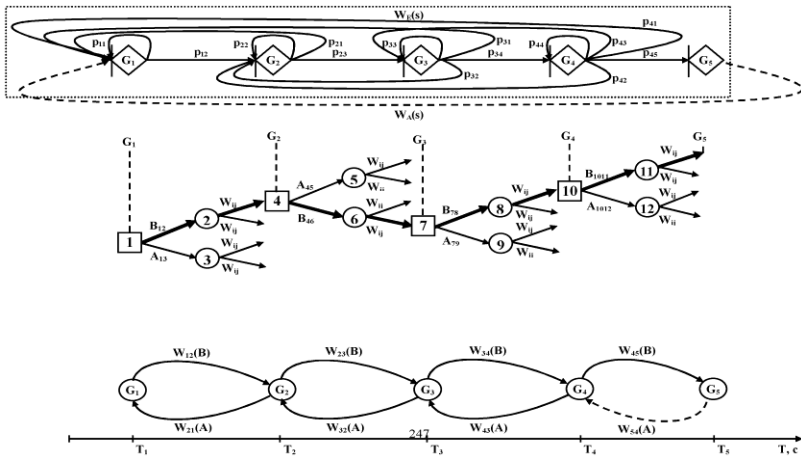 W_E(s)
p41
p11 p22 p21 p33 p31 p44 p43
p12 p23 p34 p45
G1 G2 G3 G4 G5
p32 p42
W_A(s)
G1 G2 G3 G4 G5
W_ij W_ij W_ij W_ij W_ij
A45 5 W_ii B1011 11 W_ij
W_ij 4 W_ij 10
B12 2 W_ij B46 6 W_ij B78 8 W_ij A1012 12 W_ij W_ii
1 7
A13 3 W_ij W_ij A79 9 W_ij W_ii
W12(B) W23(B) W34(B) W45(B)
G1 G2 G3 G4 G5
W21(A) W32(A) W43(A) W54(A)
247
T1 T2 T3 T4 T5 T, c